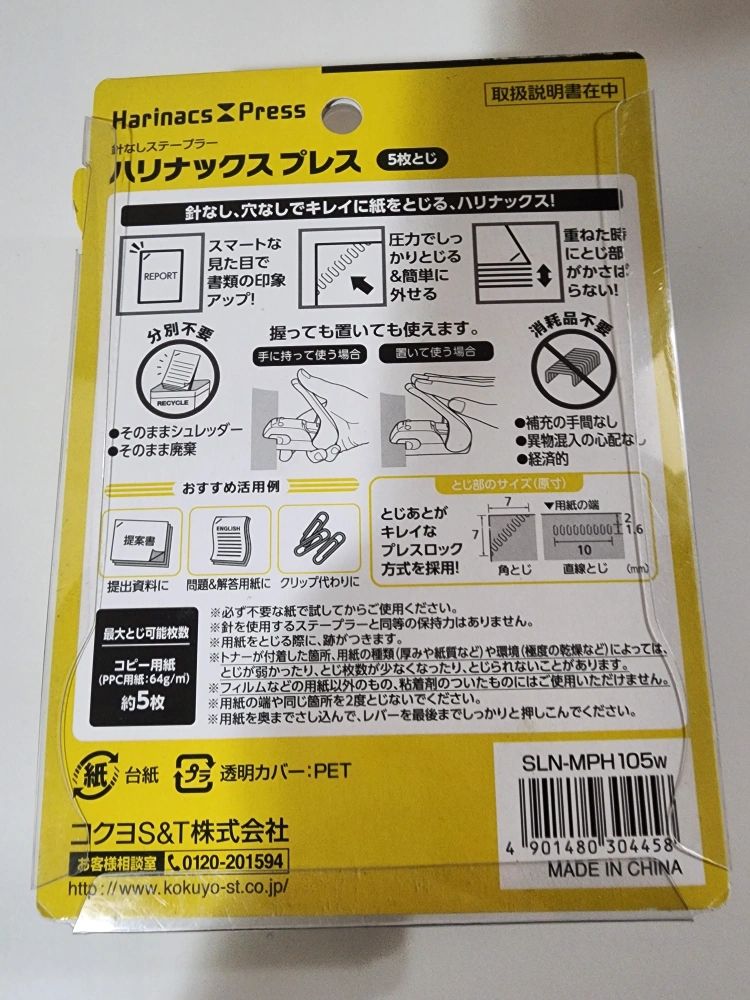 Harinacs Press
取扱説明書在中
針なしステープラー
ハリナックス プレス 5枚とじ
針なし、穴なしでキレイに紙をとじる、ハリナックス!
REPORT
スマートな
見た目で
書類の印象
アップ!
圧力でしっ
かりとじる
&簡単に
外せる
重ねた時
にとじ部
がかさば
らない!
分別不要
RECYCLE
●そのままシュレッダー
●そのまま廃棄
握っても置いても使えます。
手に持って使う場合
置いて使う場合
消耗品不要
●補充の手間なし
●異物混入の心配なし
●経済的
おすすめ活用例
提案書
提出資料に
ENGLISH
問題&解答用紙に
クリップ代わりに
とじ部のサイズ(原寸)
とじあとが
キレイな
プレスロック
方式を採用!
7
7
角とじ
▼用紙の端
2
1.6
10
直線とじ
(mm)
最大とじ可能枚数
コピー用紙
(PPC用紙:64g/㎡)
約5枚
※必ず不要な紙で試してからご使用ください。
※針を使用するステープラーと同等の保持力はありません。
※用紙をとじる際に、跡がつきます。
※トナーが付着した箇所、用紙の種類(厚みや紙質など)や環境(極度の乾燥など)によっては、
とじが弱かったり、とじ枚数が少なくなったり、とじられないことがあります。
※フィルムなどの用紙以外のもの、粘着剤のついたものにはご使用いただけません。
※用紙の端や同じ箇所を2度とじないでください。
※用紙を奥までさし込んで、レバーを最後までしっかりと押しこんでください。
紙 台紙
プラ 透明カバー:PET
コクヨS&T株式会社
お客様相談室 0120-201594
http://www.kokuyo-st.co.jp/
SLN-MPH105W
4 901480 304458
MADE IN CHINA